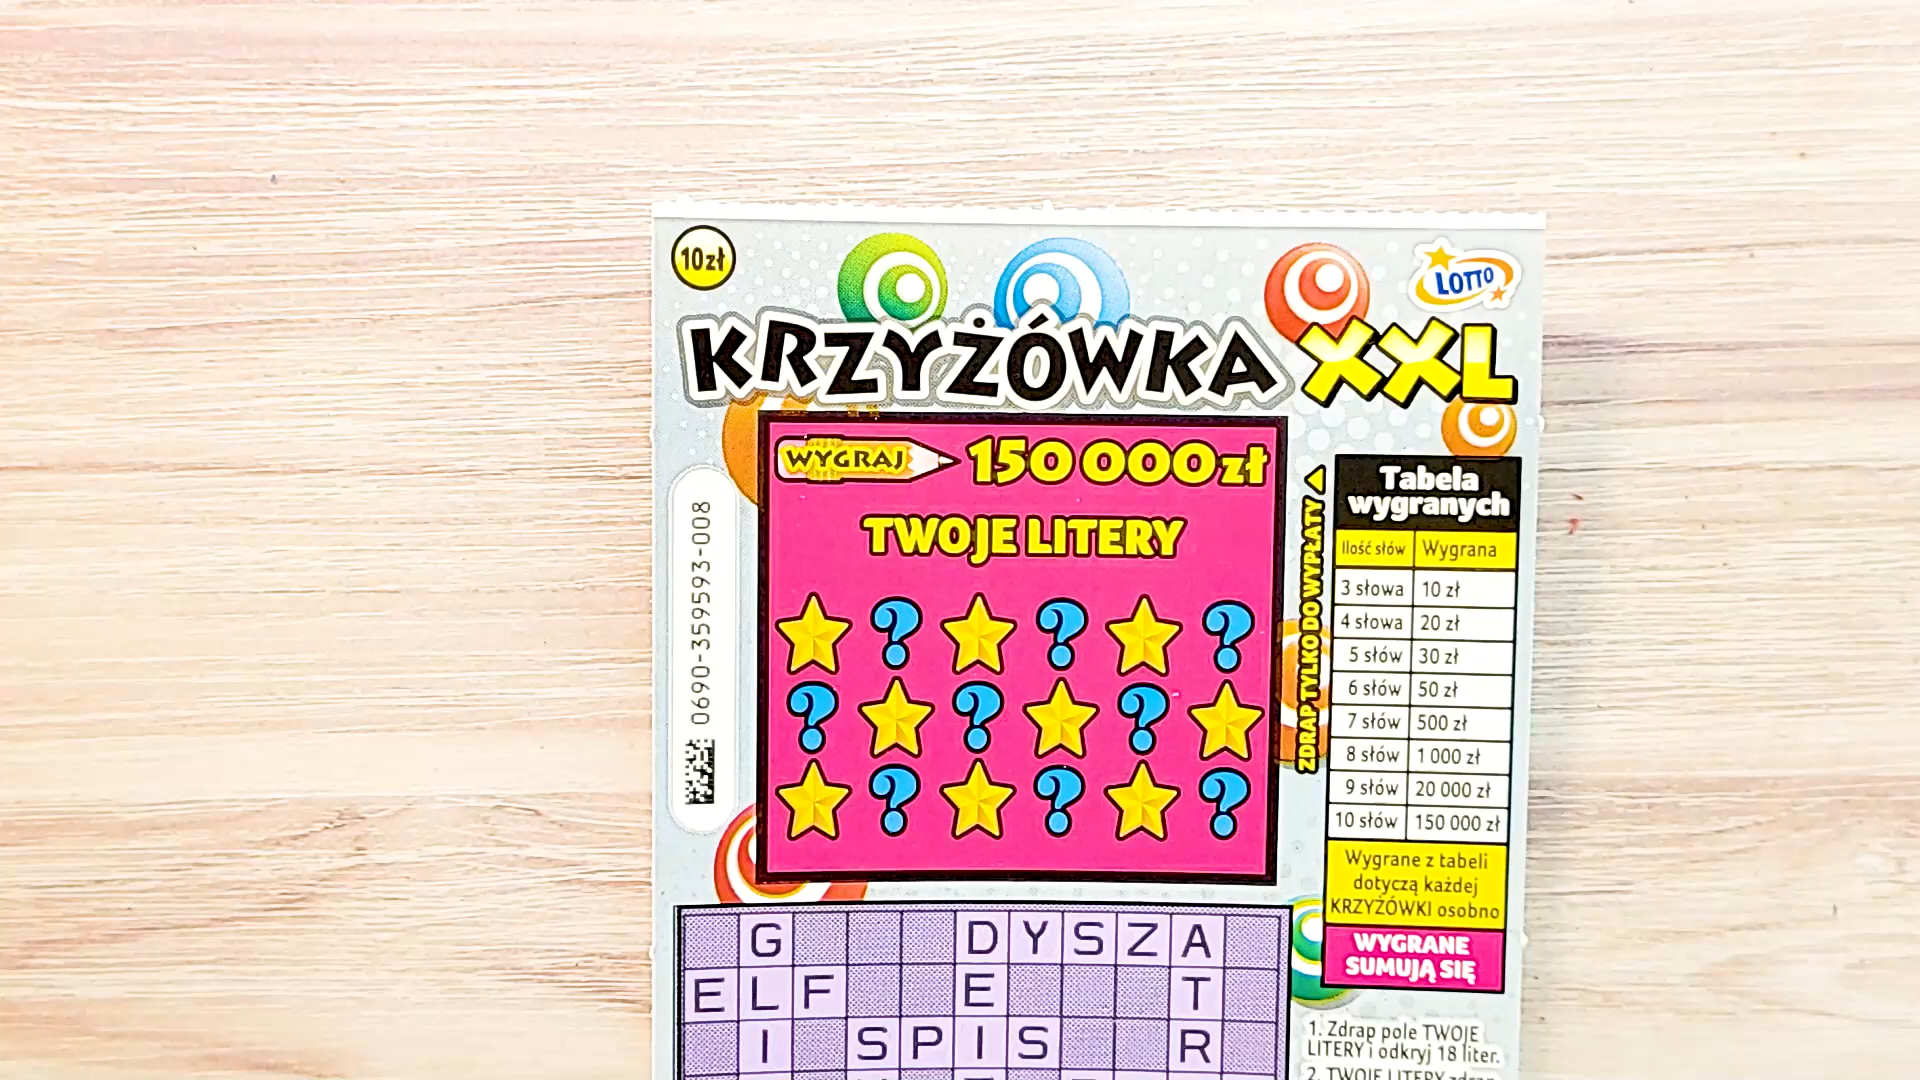 10zł
LOTTO
KRZYŻÓWKA XXL
WYGRAJ 150 000 zł
TWOJE LITERY
0690-3595593-008
ZDRAP TYLKO DO WYPŁATY
Tabela
wygranych
Ilość słów Wygrana
3 słowa 10 zł
4 słowa 20 zł
5 słów 30 zł
6 słów 50 zł
7 słów 500 zł
8 słów 1 000 zł
9 słów 20 000 zł
10 słów 150 000 zł
Wygrane z tabeli
dotyczą każdej
KRZYŻÓWKI osobno
WYGRANE
SUMUJĄ SIĘ
G DYSZA
ELF E T
I SPIS R
1. Zdrap pole TWOJE
LITERY i odkryj 18 liter.
2. TWOJE LITERY